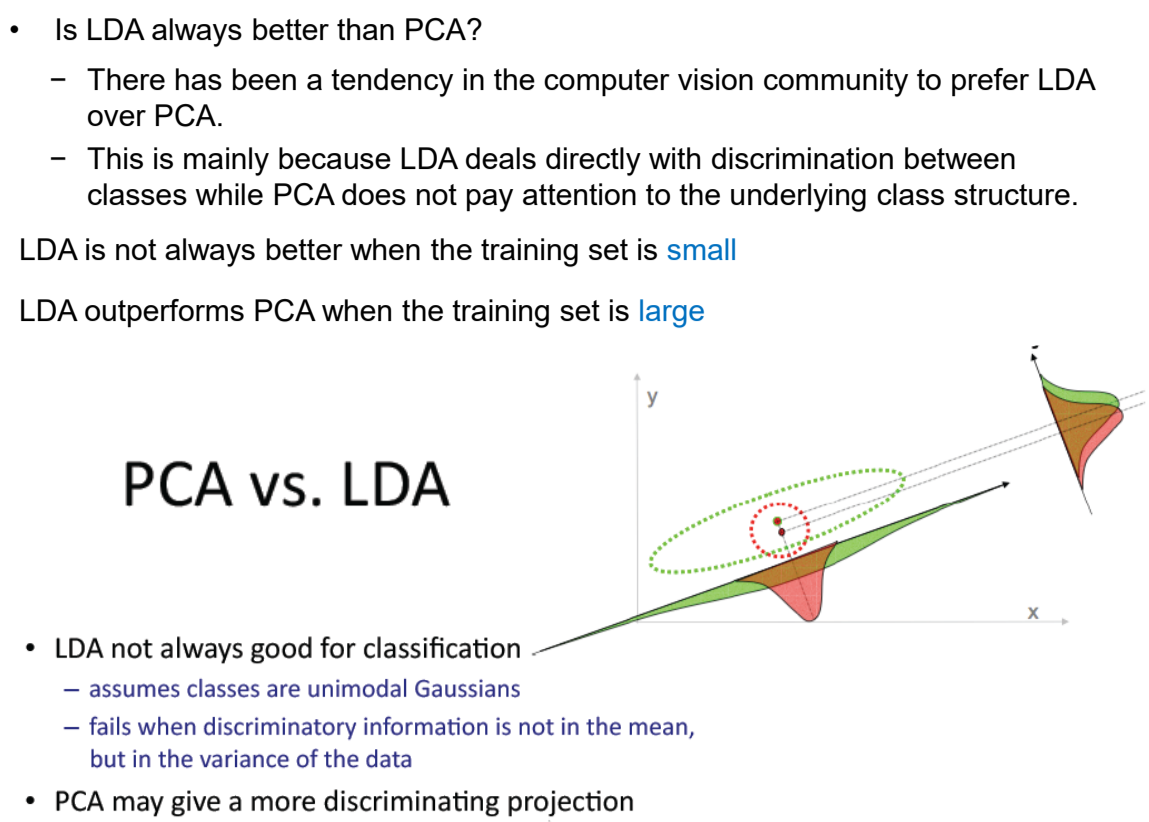 • Is LDA always better than PCA?
– There has been a tendency in the computer vision community to prefer LDA
over PCA.
– This is mainly because LDA deals directly with discrimination between
classes while PCA does not pay attention to the underlying class structure.
LDA is not always better when the training set is small
LDA outperforms PCA when the training set is large
y
PCA vs. LDA
x
• LDA not always good for classification
– assumes classes are unimodal Gaussians
– fails when discriminatory information is not in the mean,
but in the variance of the data
• PCA may give a more discriminating projection